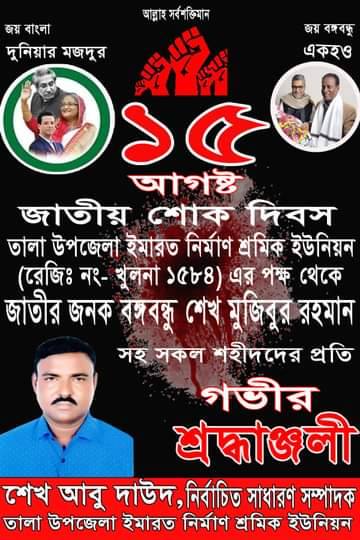 আল্লাহ সর্বশক্তিমান
জয় বাংলা
জয় বঙ্গবন্ধু
দুনিয়ার মজদুর
একহও
১৫
আগষ্ট
জাতীয় শোক দিবস
তালা উপজেলা ইমারত নির্মাণ শ্রমিক ইউনিয়ন
(রেজিঃ নং- খুলনা ১৫৮৪) এর পক্ষ থেকে
জাতীর জনক বঙ্গবন্ধু শেখ মুজিবুর রহমান
সহ সকল শহীদদের প্রতি
গভীর
শ্রদ্ধাঞ্জলী
শেখ আবু দাউদ, নির্বাচিত সাধারণ সম্পাদক
তালা উপজেলা ইমারত নির্মাণ শ্রমিক ইউনিয়ন